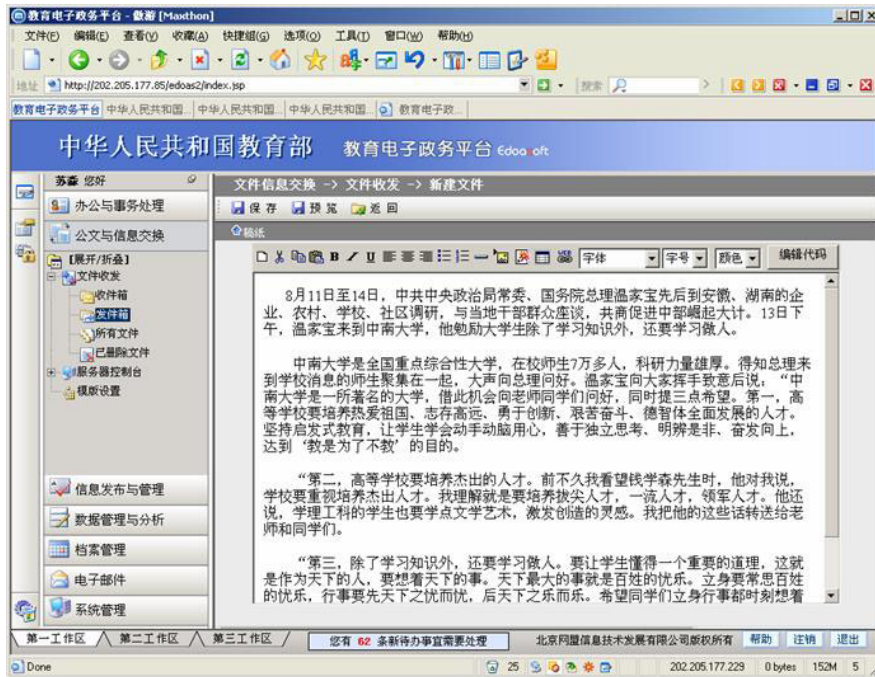 教育电子政务平台 - 傲游 [Maxthon]
文件(F) 编辑(E) 查看(V) 收藏(A) 快捷组(G) 选项(O) 工具(T) 窗口(W) 帮助(H)
地址 http://202.205.177.85/edoas2/index.jsp 搜索
教育电子政务平台 中华人民共和国... 中华人民共和国... 中华人民共和国... 教育电子政...
中华人民共和国教育部 教育电子政务平台
苏淼 您好
文件信息交换 -> 文件收发 -> 新建文件
办公与事务处理
保存 预览 返回
公文与信息交换
稿纸
[展开/折叠]
B U 字体 字号 颜色 编辑代码
文件收发
收件箱
发件箱
所有文件
已删除文件
服务器控制台
模版设置
8月11日至14日，中共中央政治局常委、国务院总理温家宝先后到安徽、湖南的企
业、农村、学校、社区调研，与当地干部群众座谈，共商促进中部崛起大计。13日下
午，温家宝来到中南大学，他勉励大学生除了学习知识外，还要学习做人。
中南大学是全国重点综合性大学，在校师生7万多人，科研力量雄厚。得知总理来
到学校消息的师生聚集在一起，大声向总理问好。温家宝向大家挥手致意后说：“中
南大学是一所著名的大学，借此机会向老师同学们问好，同时提三点希望。第一，高
等学校要培养热爱祖国、志存高远、勇于创新、艰苦奋斗、德智体全面发展的人才。
坚持启发式教育，让学生学会动手动脑用心，善于独立思考、明辨是非、奋发向上，
达到‘教是为了不教’的目的。
“第二，高等学校要培养杰出的人才。前不久我看望钱学森先生时，他对我说，
学校要重视培养杰出人才。我理解就是要培养拔尖人才，一流人才，领军人才。他还
说，学理工科的学生也要学点文学艺术，激发创造的灵感。我把他的这些话转送给老
师和同学们。
“第三，除了学习知识外，还要学习做人。要让学生懂得一个重要的道理，这就
是作为天下的人，要想着天下的事。天下最大的事就是百姓的忧乐。立身要常思百姓
的忧乐，行事要先天下之忧而忧，后天下之乐而乐。希望同学们立身行事都时刻想着
信息发布与管理
数据管理与分析
档案管理
电子邮件
系统管理
第一工作区 第二工作区 第三工作区 您有 62 条新待办事宜需要处理 北京网盟信息技术发展有限公司版权所有 帮助 注销 退出
Done 25 202.205.177.229 0 bytes 152M 5